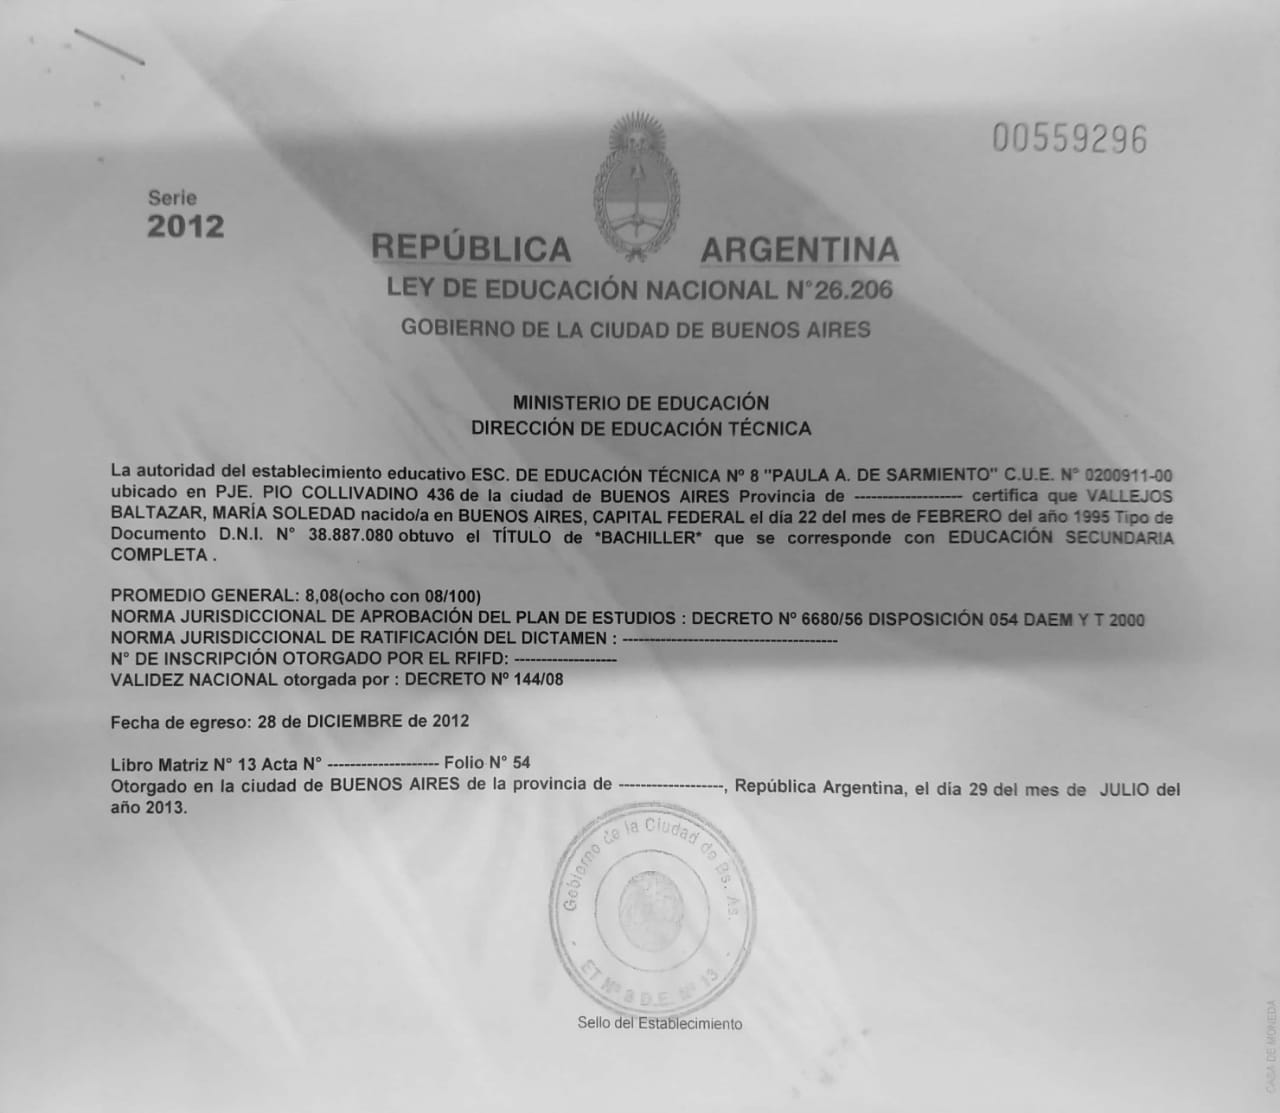 00559296
Serie
2012
REPÚBLICA ARGENTINA
LEY DE EDUCACIÓN NACIONAL N°26.206
GOBIERNO DE LA CIUDAD DE BUENOS AIRES
MINISTERIO DE EDUCACIÓN
DIRECCIÓN DE EDUCACIÓN TÉCNICA
La autoridad del establecimiento educativo ESC. DE EDUCACIÓN TÉCNICA Nº 8 "PAULA A. DE SARMIENTO" C.U.E. N° 0200911-00
ubicado en PJE. PIO COLLIVADINO 436 de la ciudad de BUENOS AIRES Provincia de ------------------- certifica que VALLEJOS
BALTAZAR, MARÍA SOLEDAD nacido/a en BUENOS AIRES, CAPITAL FEDERAL el día 22 del mes de FEBRERO del año 1995 Tipo de
Documento D.N.I. N° 38.887.080 obtuvo el TÍTULO de *BACHILLER* que se corresponde con EDUCACIÓN SECUNDARIA
COMPLETA .
PROMEDIO GENERAL: 8,08(ocho con 08/100)
NORMA JURISDICCIONAL DE APROBACIÓN DEL PLAN DE ESTUDIOS : DECRETO Nº 6680/56 DISPOSICIÓN 054 DAEM Y T 2000
NORMA JURISDICCIONAL DE RATIFICACIÓN DEL DICTAMEN : ---------------------------------------
N° DE INSCRIPCIÓN OTORGADO POR EL RFIFD: -------------------
VALIDEZ NACIONAL otorgada por : DECRETO Nº 144/08
Fecha de egreso: 28 de DICIEMBRE de 2012
Libro Matriz N° 13 Acta N° -------------------- Folio N° 54
Otorgado en la ciudad de BUENOS AIRES de la provincia de -------------------, República Argentina, el día 29 del mes de JULIO del
año 2013.
Gobierno de la Ciudad de Bs. As.
ET Nº 8 D.E. Nº 13
Sello del Establecimiento
CASA DE MONEDA